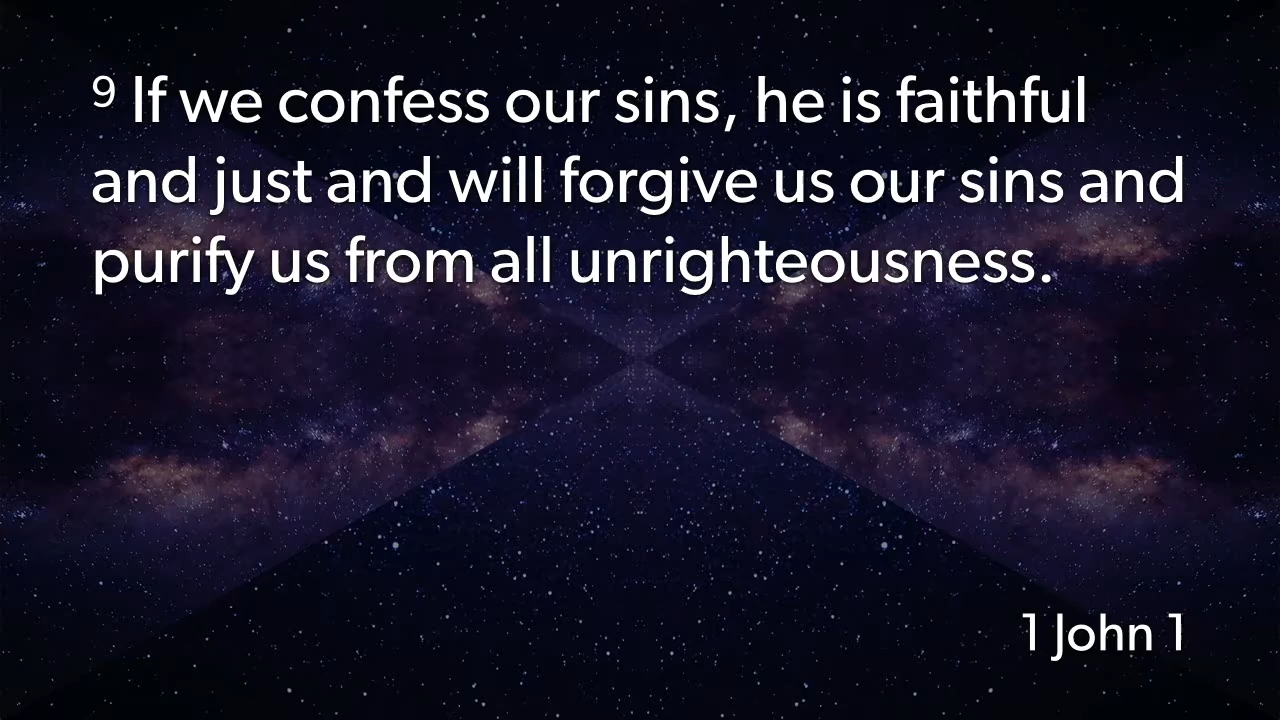 ⁹ If we confess our sins, he is faithful
and just and will forgive us our sins and
purify us from all unrighteousness.
1 John 1